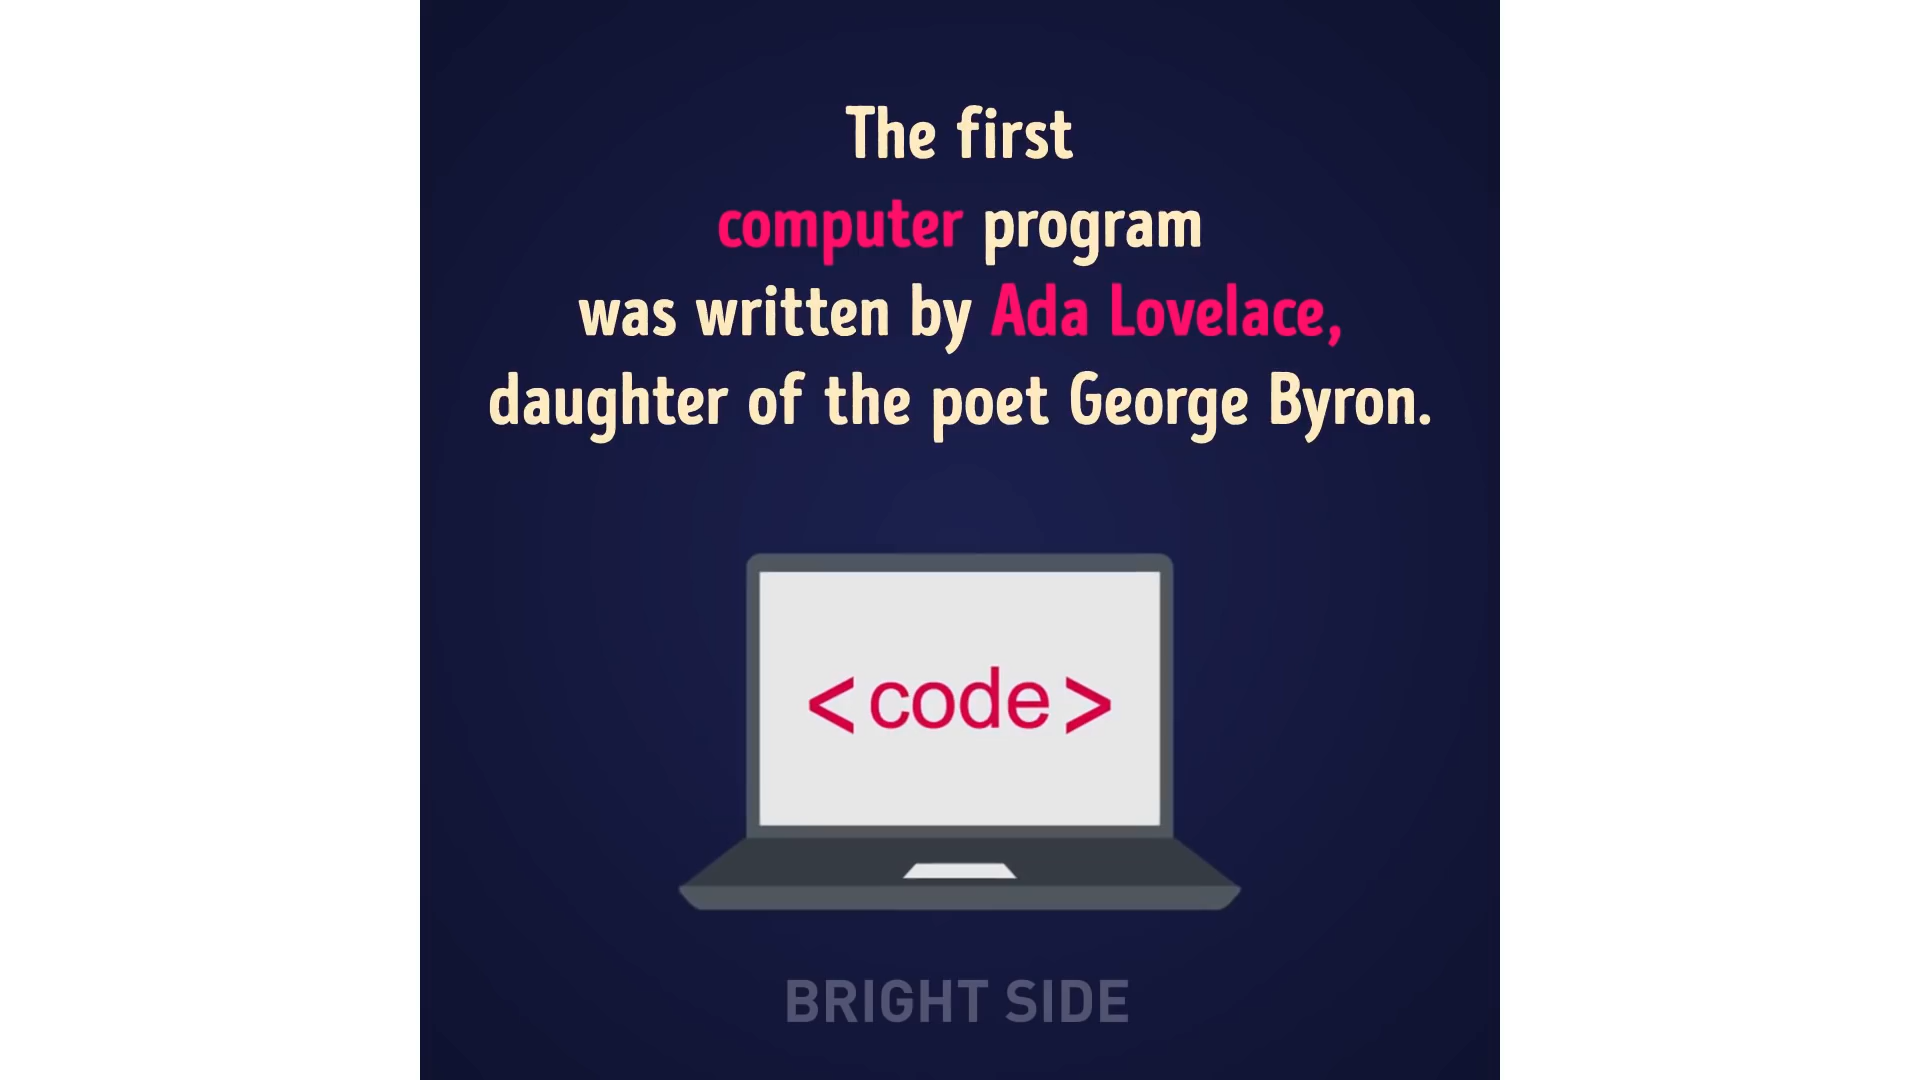 The first
computer program
was written by Ada Lovelace,
daughter of the poet George Byron.
<code>
BRIGHT SIDE